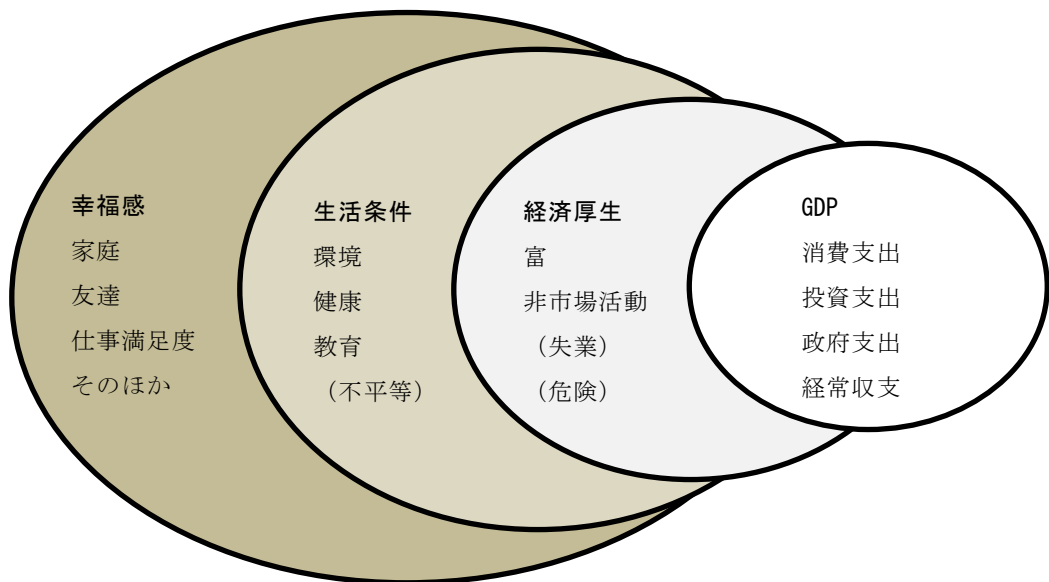 幸福感
家庭
友達
仕事満足度
そのほか
生活条件
環境
健康
教育
（不平等）
経済厚生
富
非市場活動
（失業）
（危険）
GDP
消費支出
投資支出
政府支出
経常収支